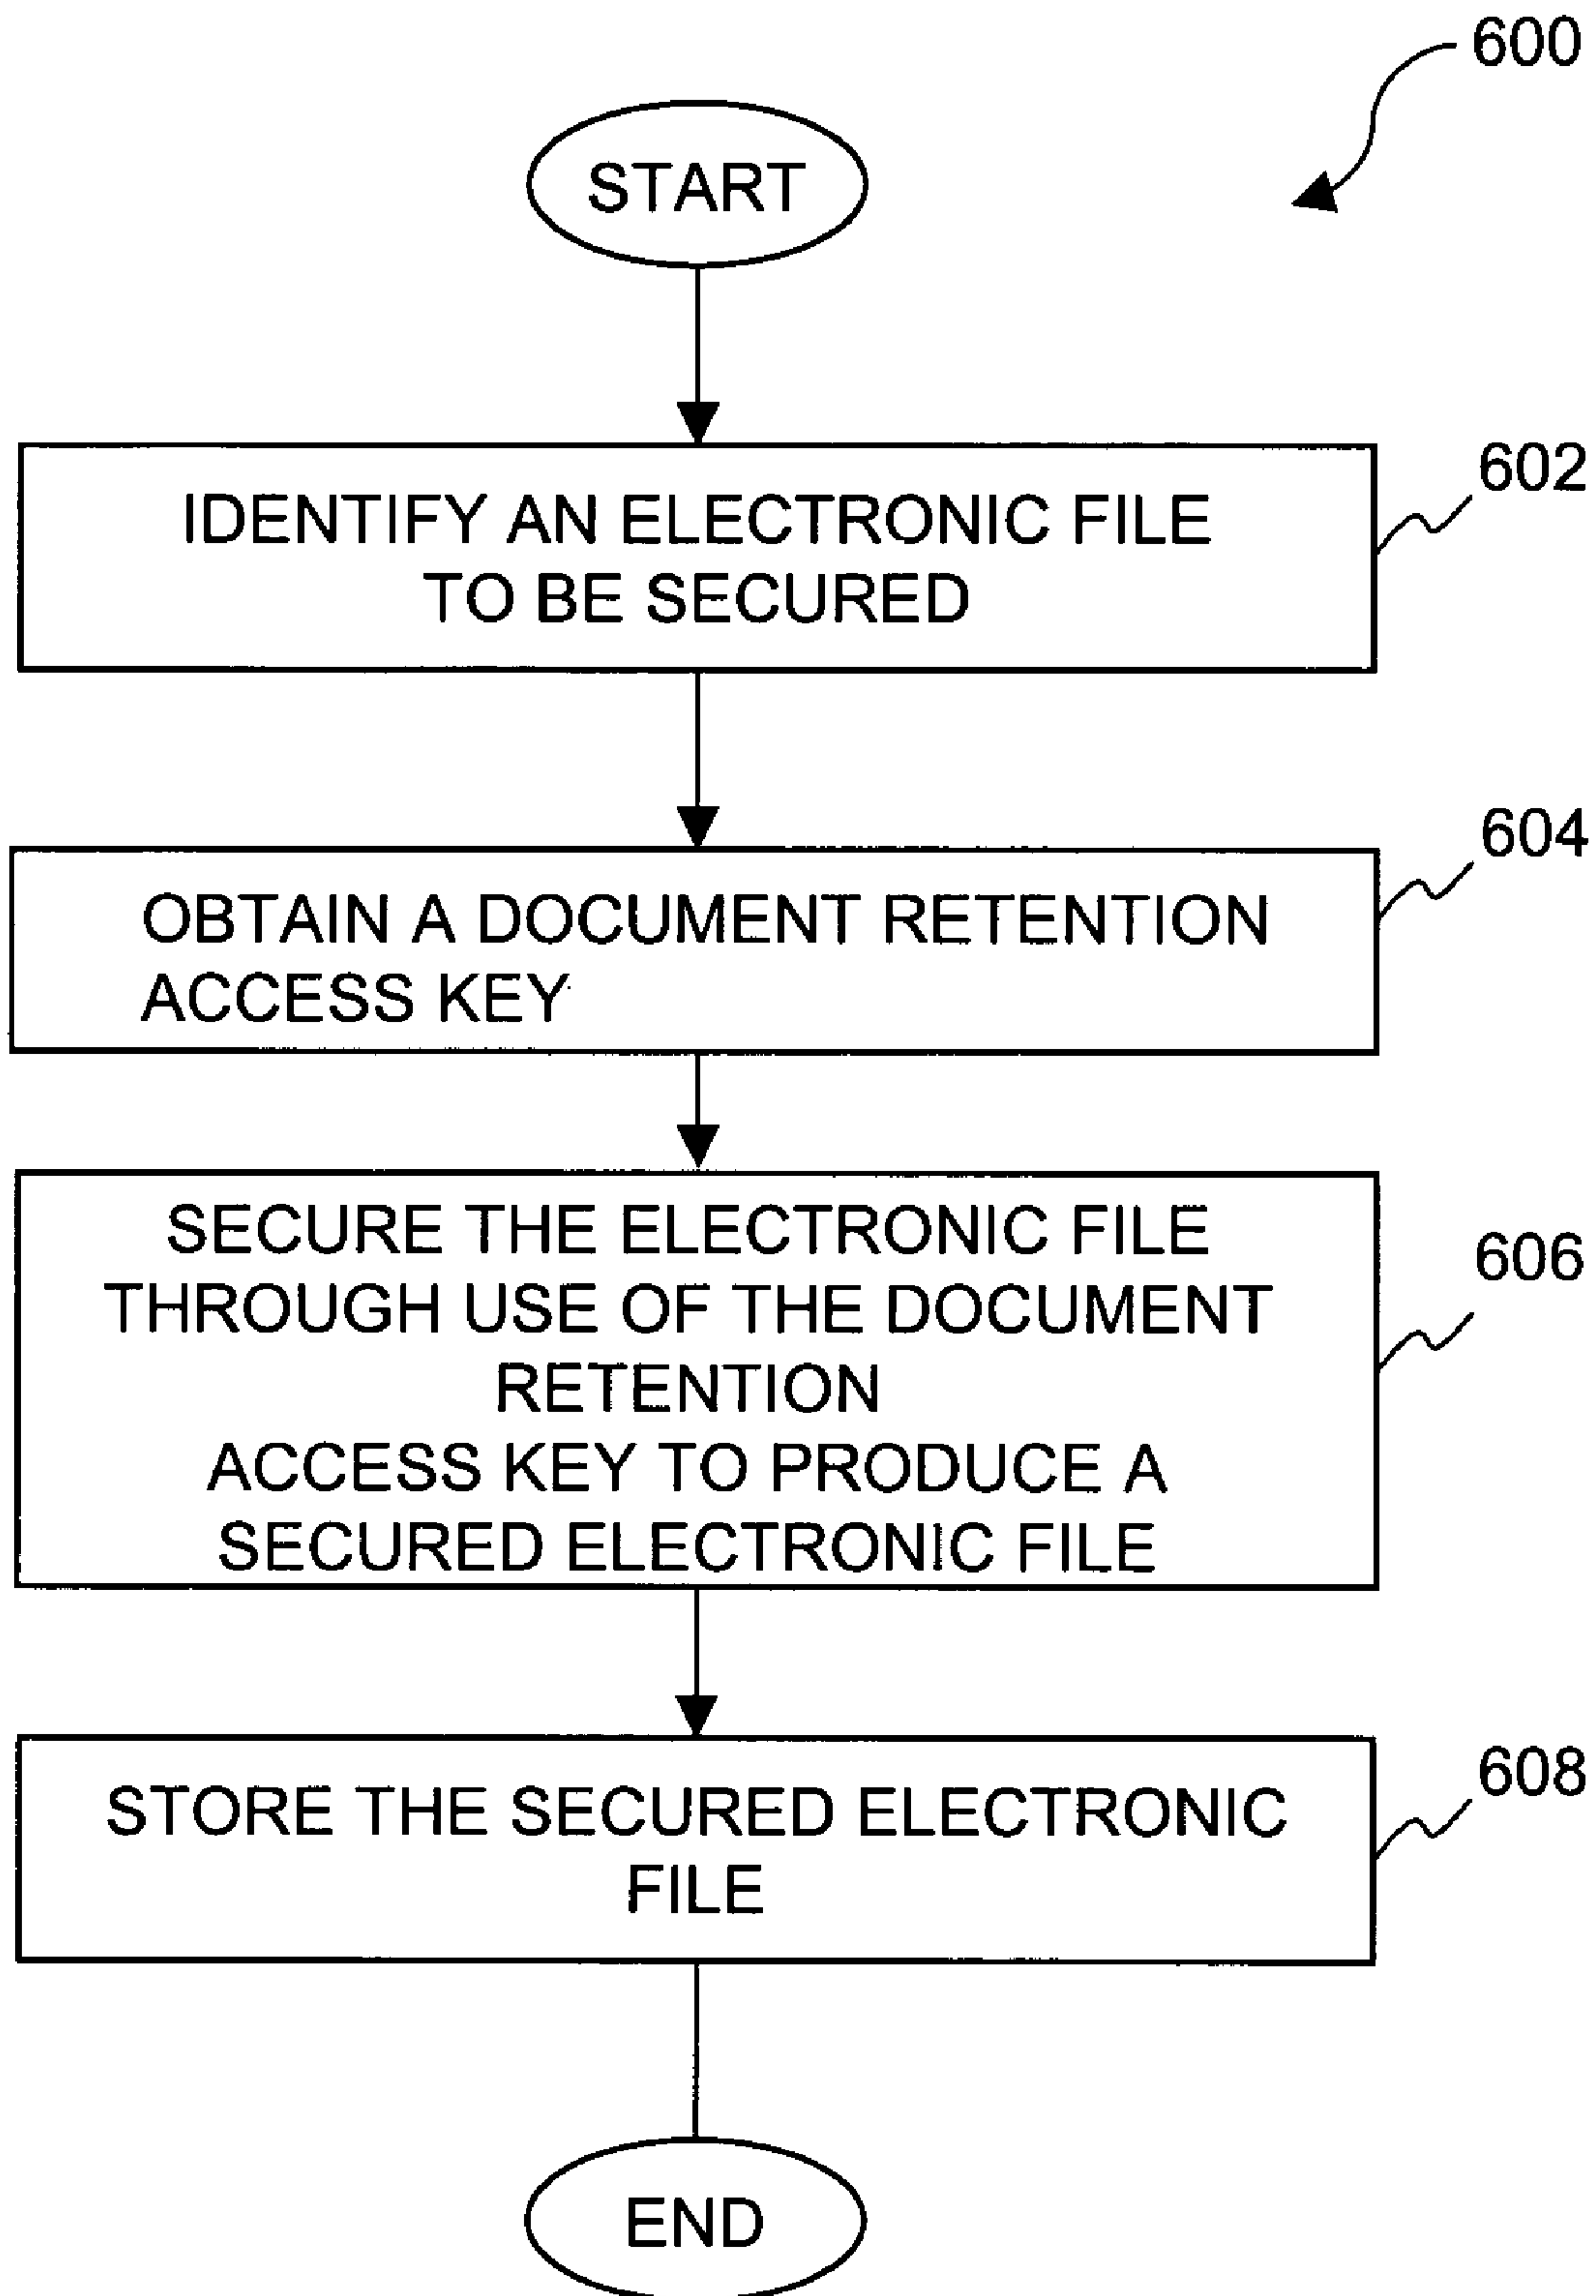 600
START
602
IDENTIFY AN ELECTRONIC FILE
TO BE SECURED
604
OBTAIN A DOCUMENT RETENTION
ACCESS KEY
SECURE THE ELECTRONIC FILE
606
THROUGH USE OF THE DOCUMENT
RETENTION
ACCESS KEY TO PRODUCE A
SECURED ELECTRONIC FILE
608
STORE THE SECURED ELECTRONIC
FILE
END